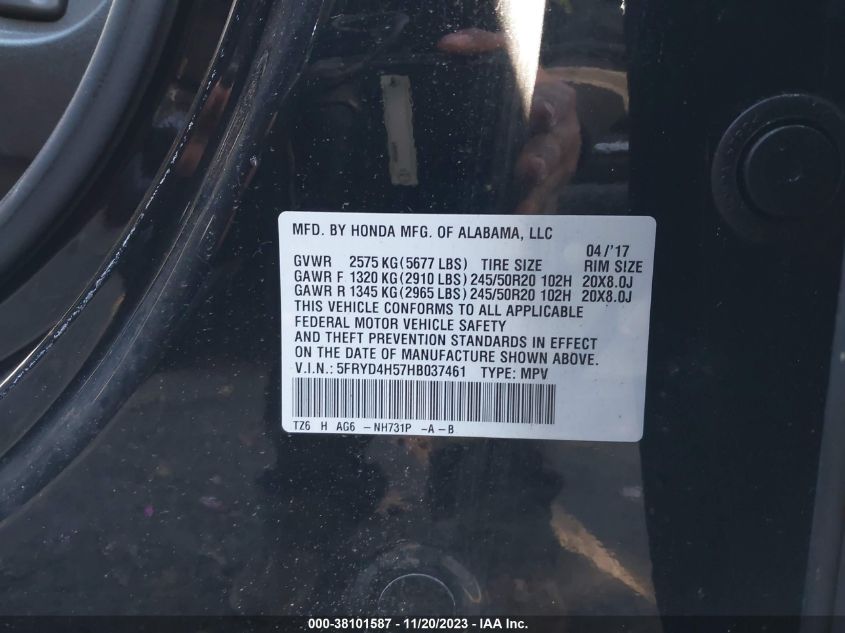 MFD. BY HONDA MFG. OF ALABAMA, LLC
04/'17
GVWR 2575 KG(5677 LBS) TIRE SIZE RIM SIZE
GAWR F 1320 KG(2910 LBS) 245/50R20 102H 20X8.0J
GAWR R 1345 KG(2965 LBS) 245/50R20 102H 20X8.0J
THIS VEHICLE CONFORMS TO ALL APPLICABLE
FEDERAL MOTOR VEHICLE SAFETY
AND THEFT PREVENTION STANDARDS IN EFFECT
ON THE DATE OF MANUFACTURE SHOWN ABOVE.
V.I.N.: 5FRYD4H57HB037461 TYPE: MPV
TZ6 H AG6 -NH731P -A-B
000-38101587 - 11/20/2023 - IAA Inc.